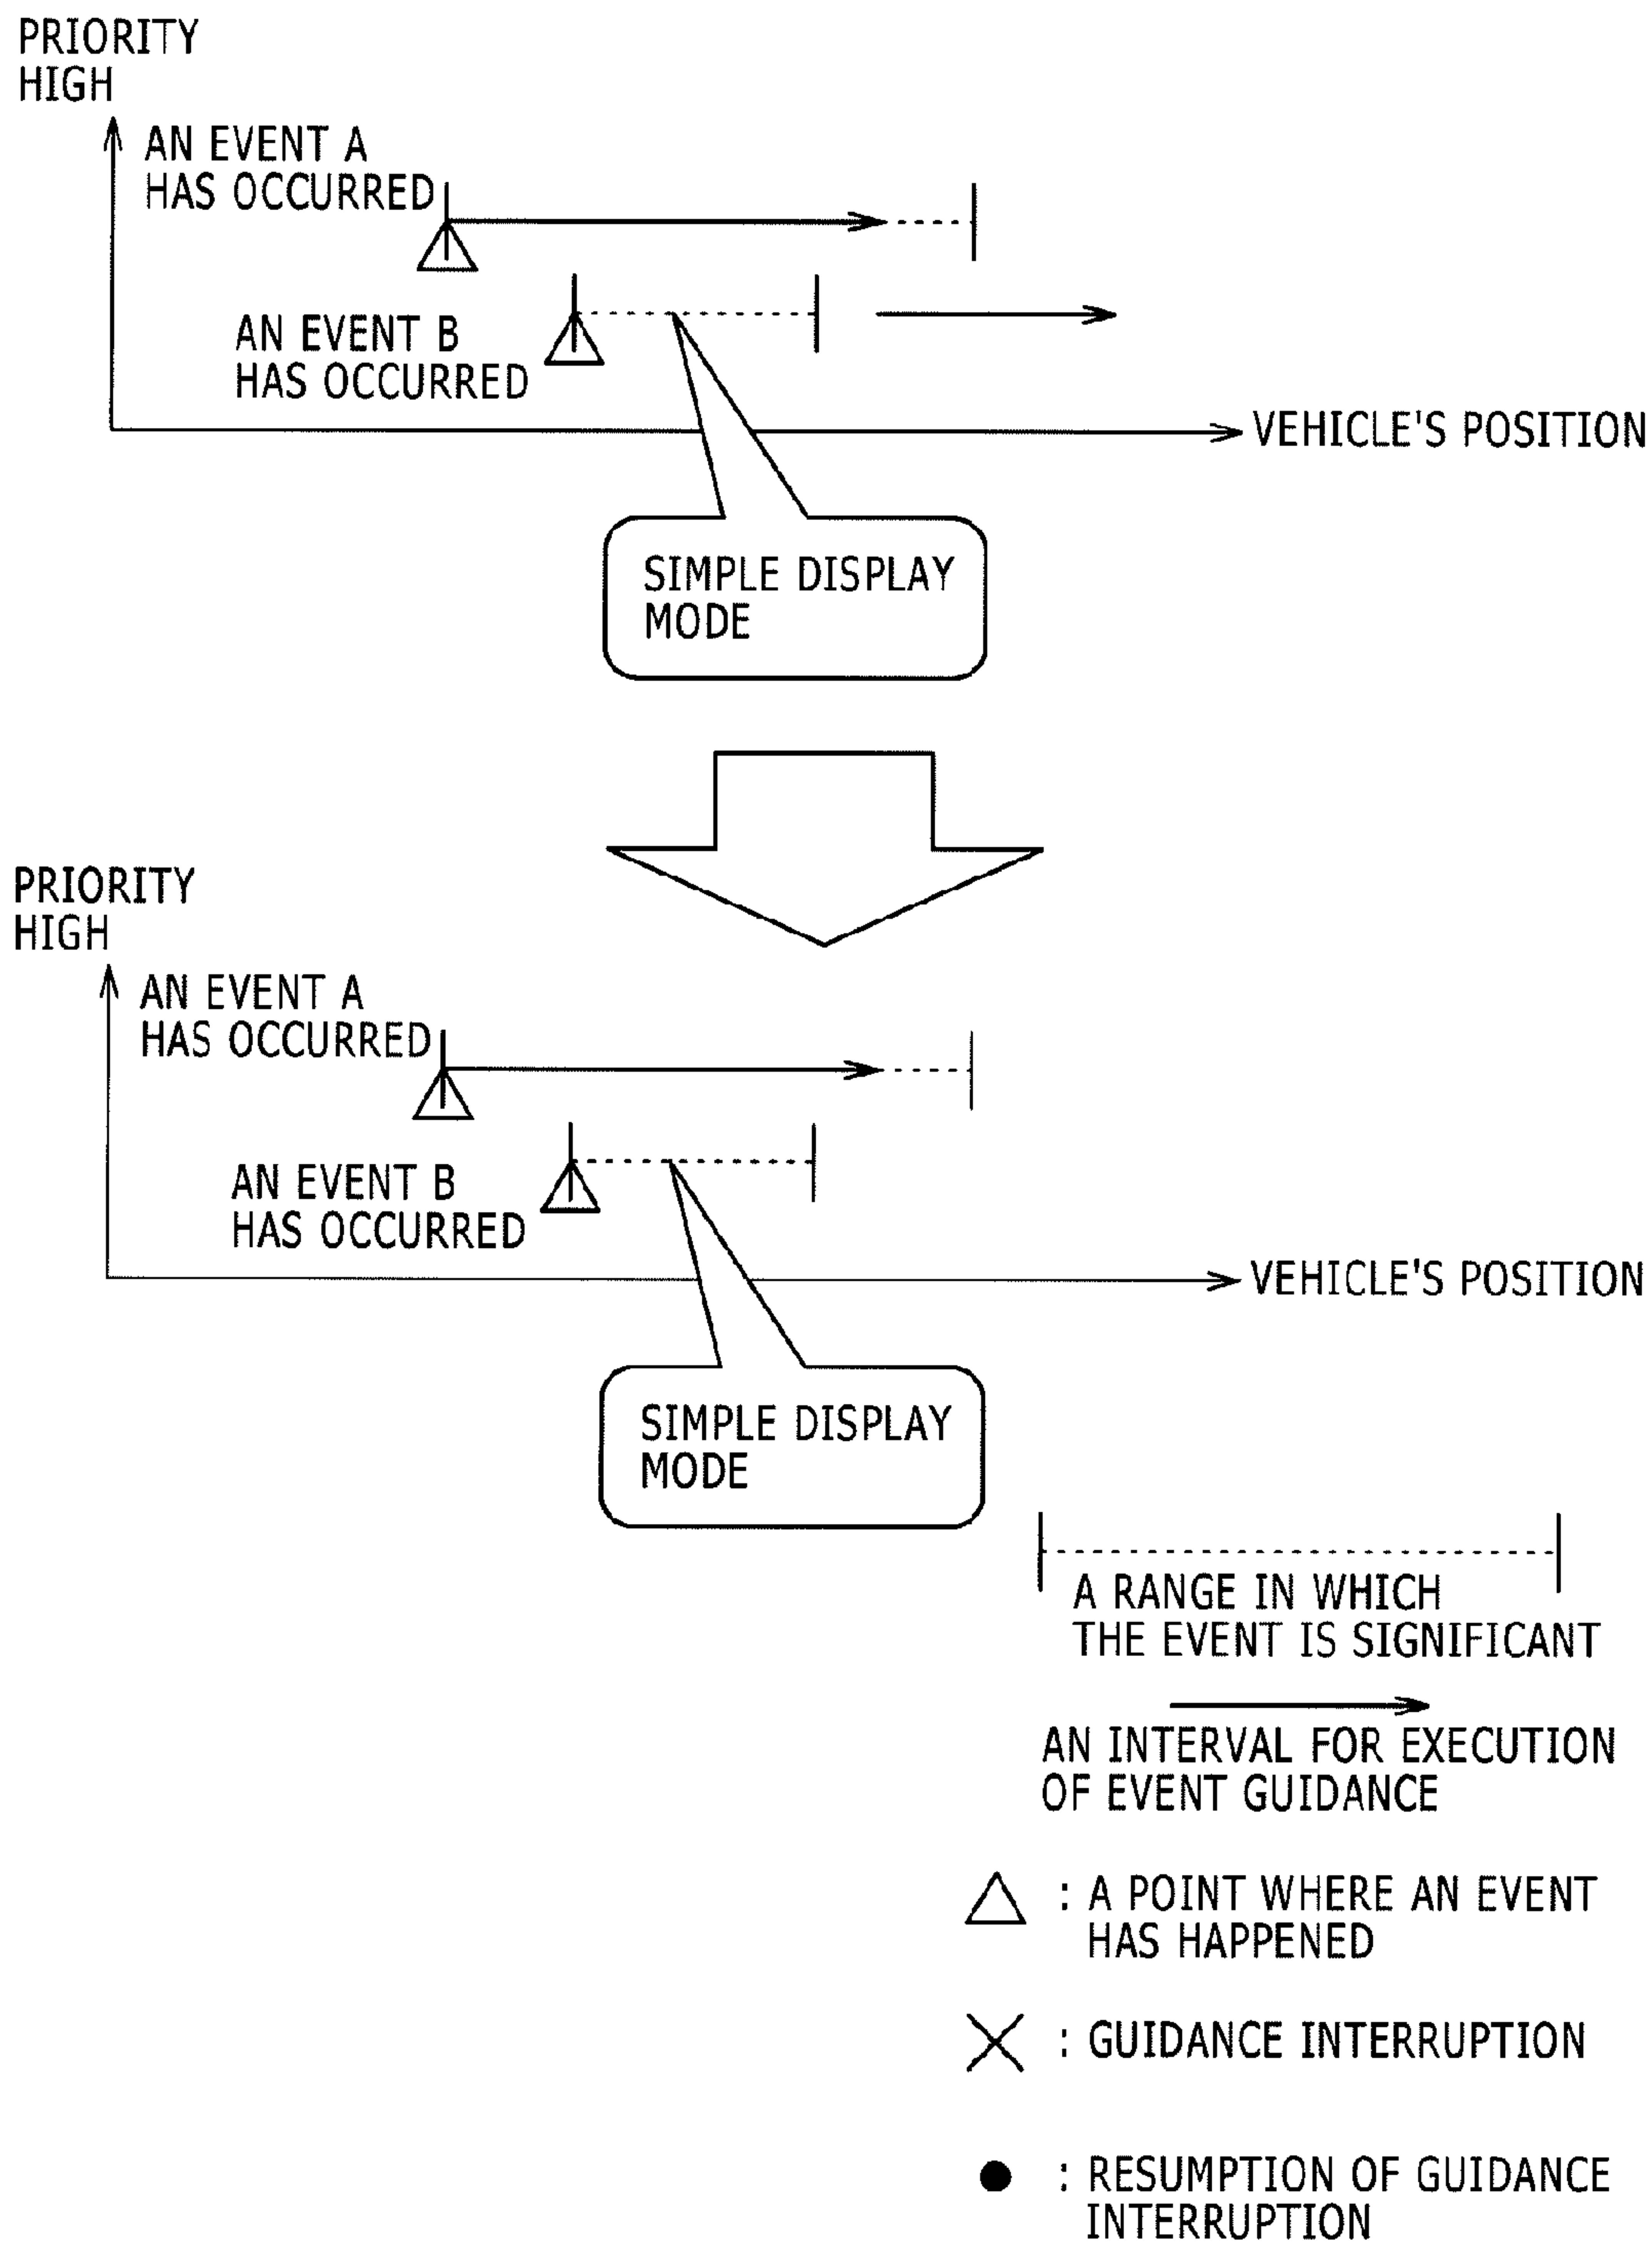 PRIORITY
HIGH
AN EVENT A
HAS OCCURRED
AN EVENT B
HAS OCCURRED
VEHICLE'S POSITION
SIMPLE DISPLAY
MODE
PRIORITY
HIGH
AN EVENT A
HAS OCCURRED
AN EVENT B
HAS OCCURRED
VEHICLE'S POSITION
SIMPLE DISPLAY
MODE
A RANGE IN WHICH
THE EVENT IS SIGNIFICANT
AN INTERVAL FOR EXECUTION
OF EVENT GUIDANCE
: A POINT WHERE AN EVENT
HAS HAPPENED
: GUIDANCE INTERRUPTION
: RESUMPTION OF GUIDANCE
INTERRUPTION